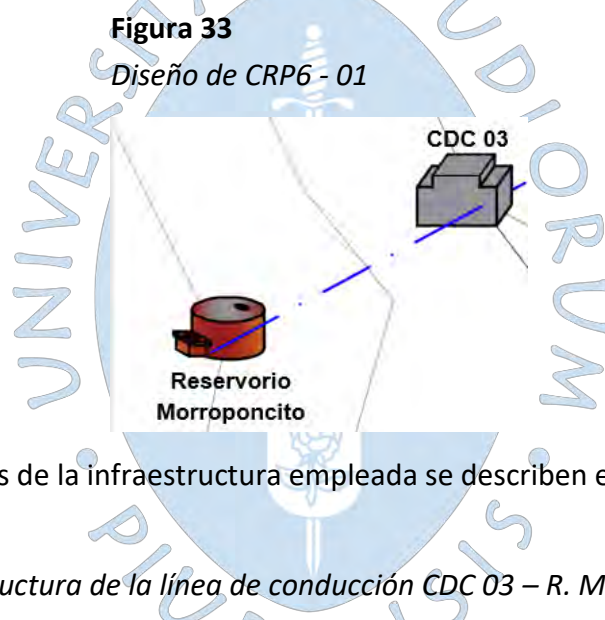 Figura 33
Diseño de CRP6 - 01
CDC 03
Reservorio
Morroponcito
s de la infraestructura empleada se describen e
ructura de la línea de conducción CDC 03 – R. M